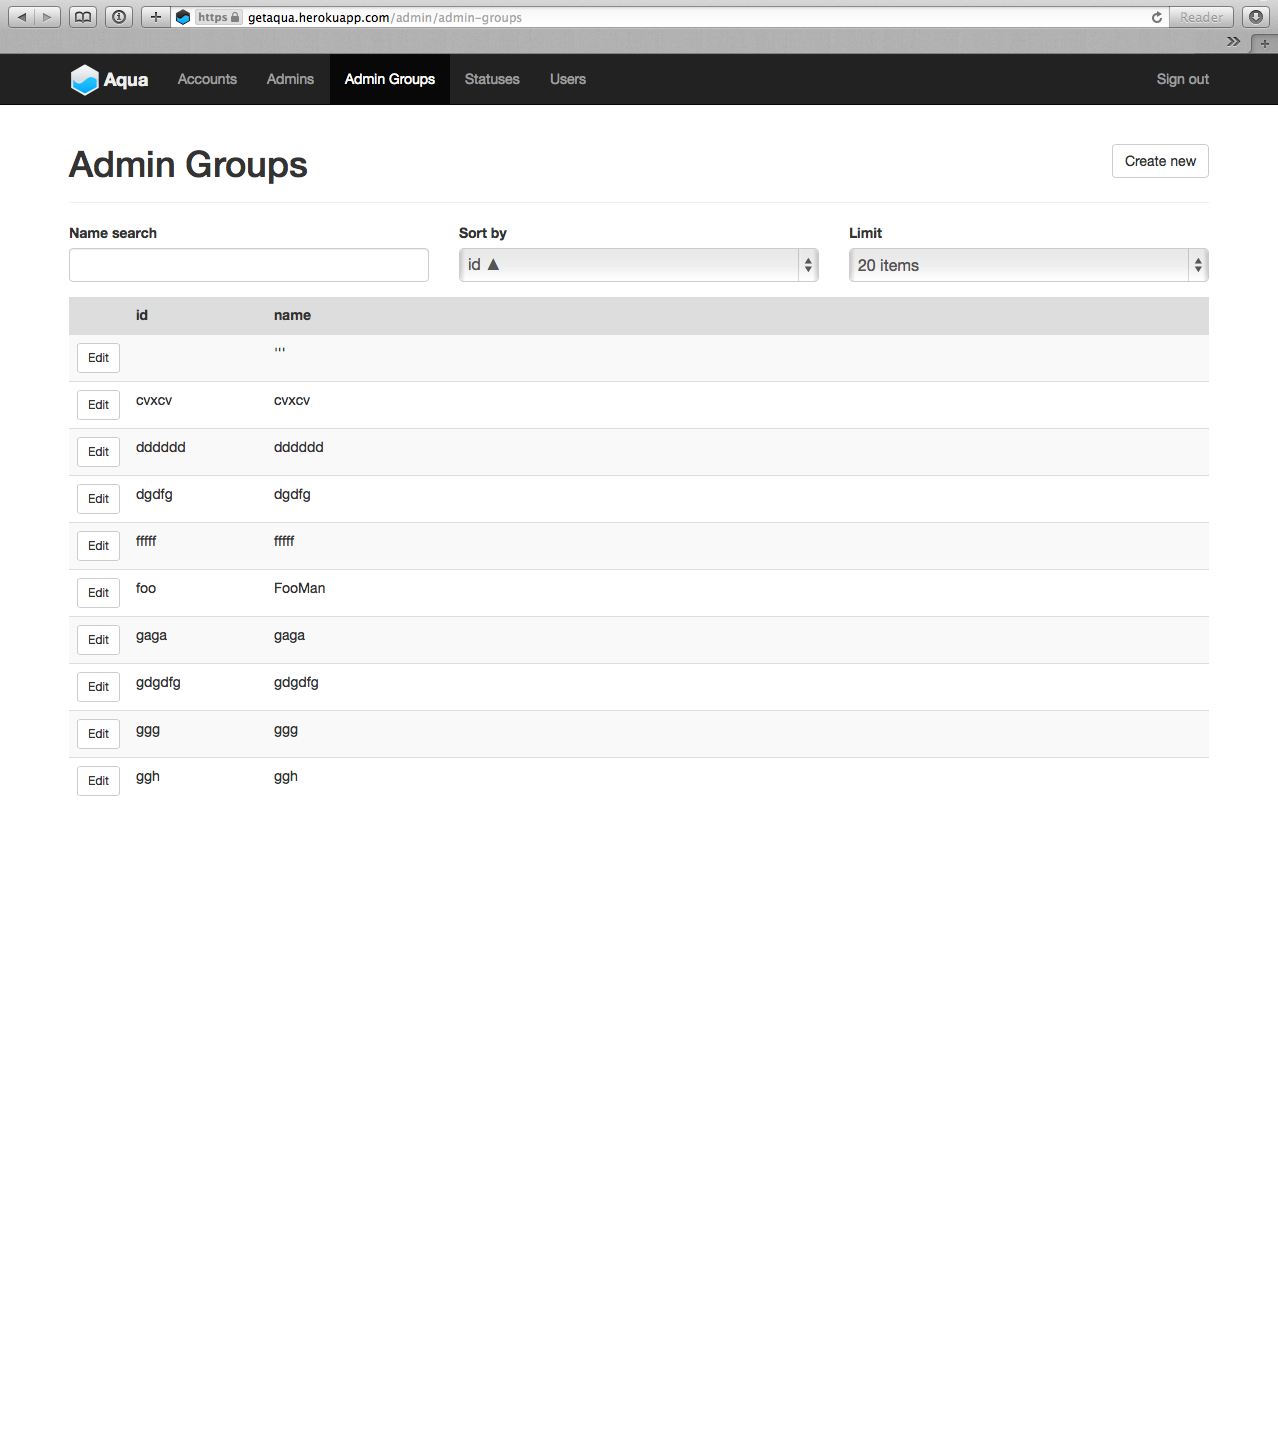 https getaqua.herokuapp.com/admin/admin-groups Reader
Aqua Accounts Admins Admin Groups Statuses Users Sign out
Admin Groups Create new
Name search Sort by Limit
id ▲ 20 items
id name
Edit '''
Edit cvxcv cvxcv
Edit dddddd dddddd
Edit dgdfg dgdfg
Edit fffff fffff
Edit foo FooMan
Edit gaga gaga
Edit gdgdfg gdgdfg
Edit ggg ggg
Edit ggh ggh